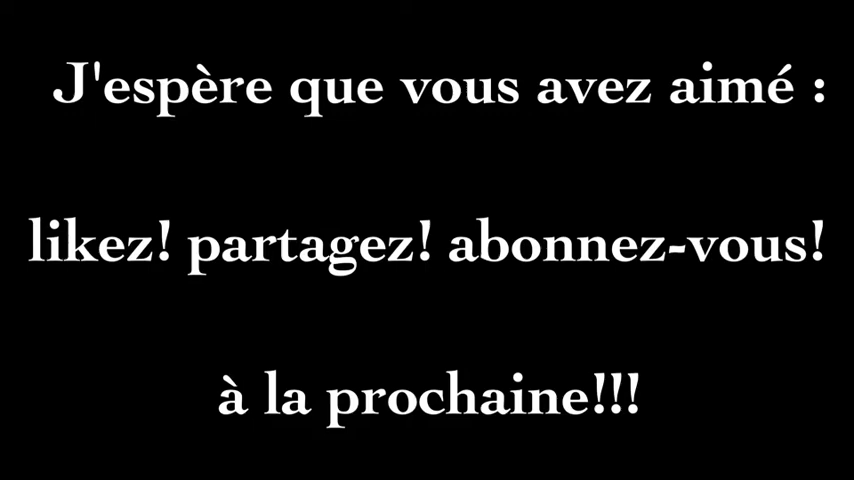 J'espère que vous avez aimé :
likez! partagez! abonnez-vous!
à la prochaine!!!